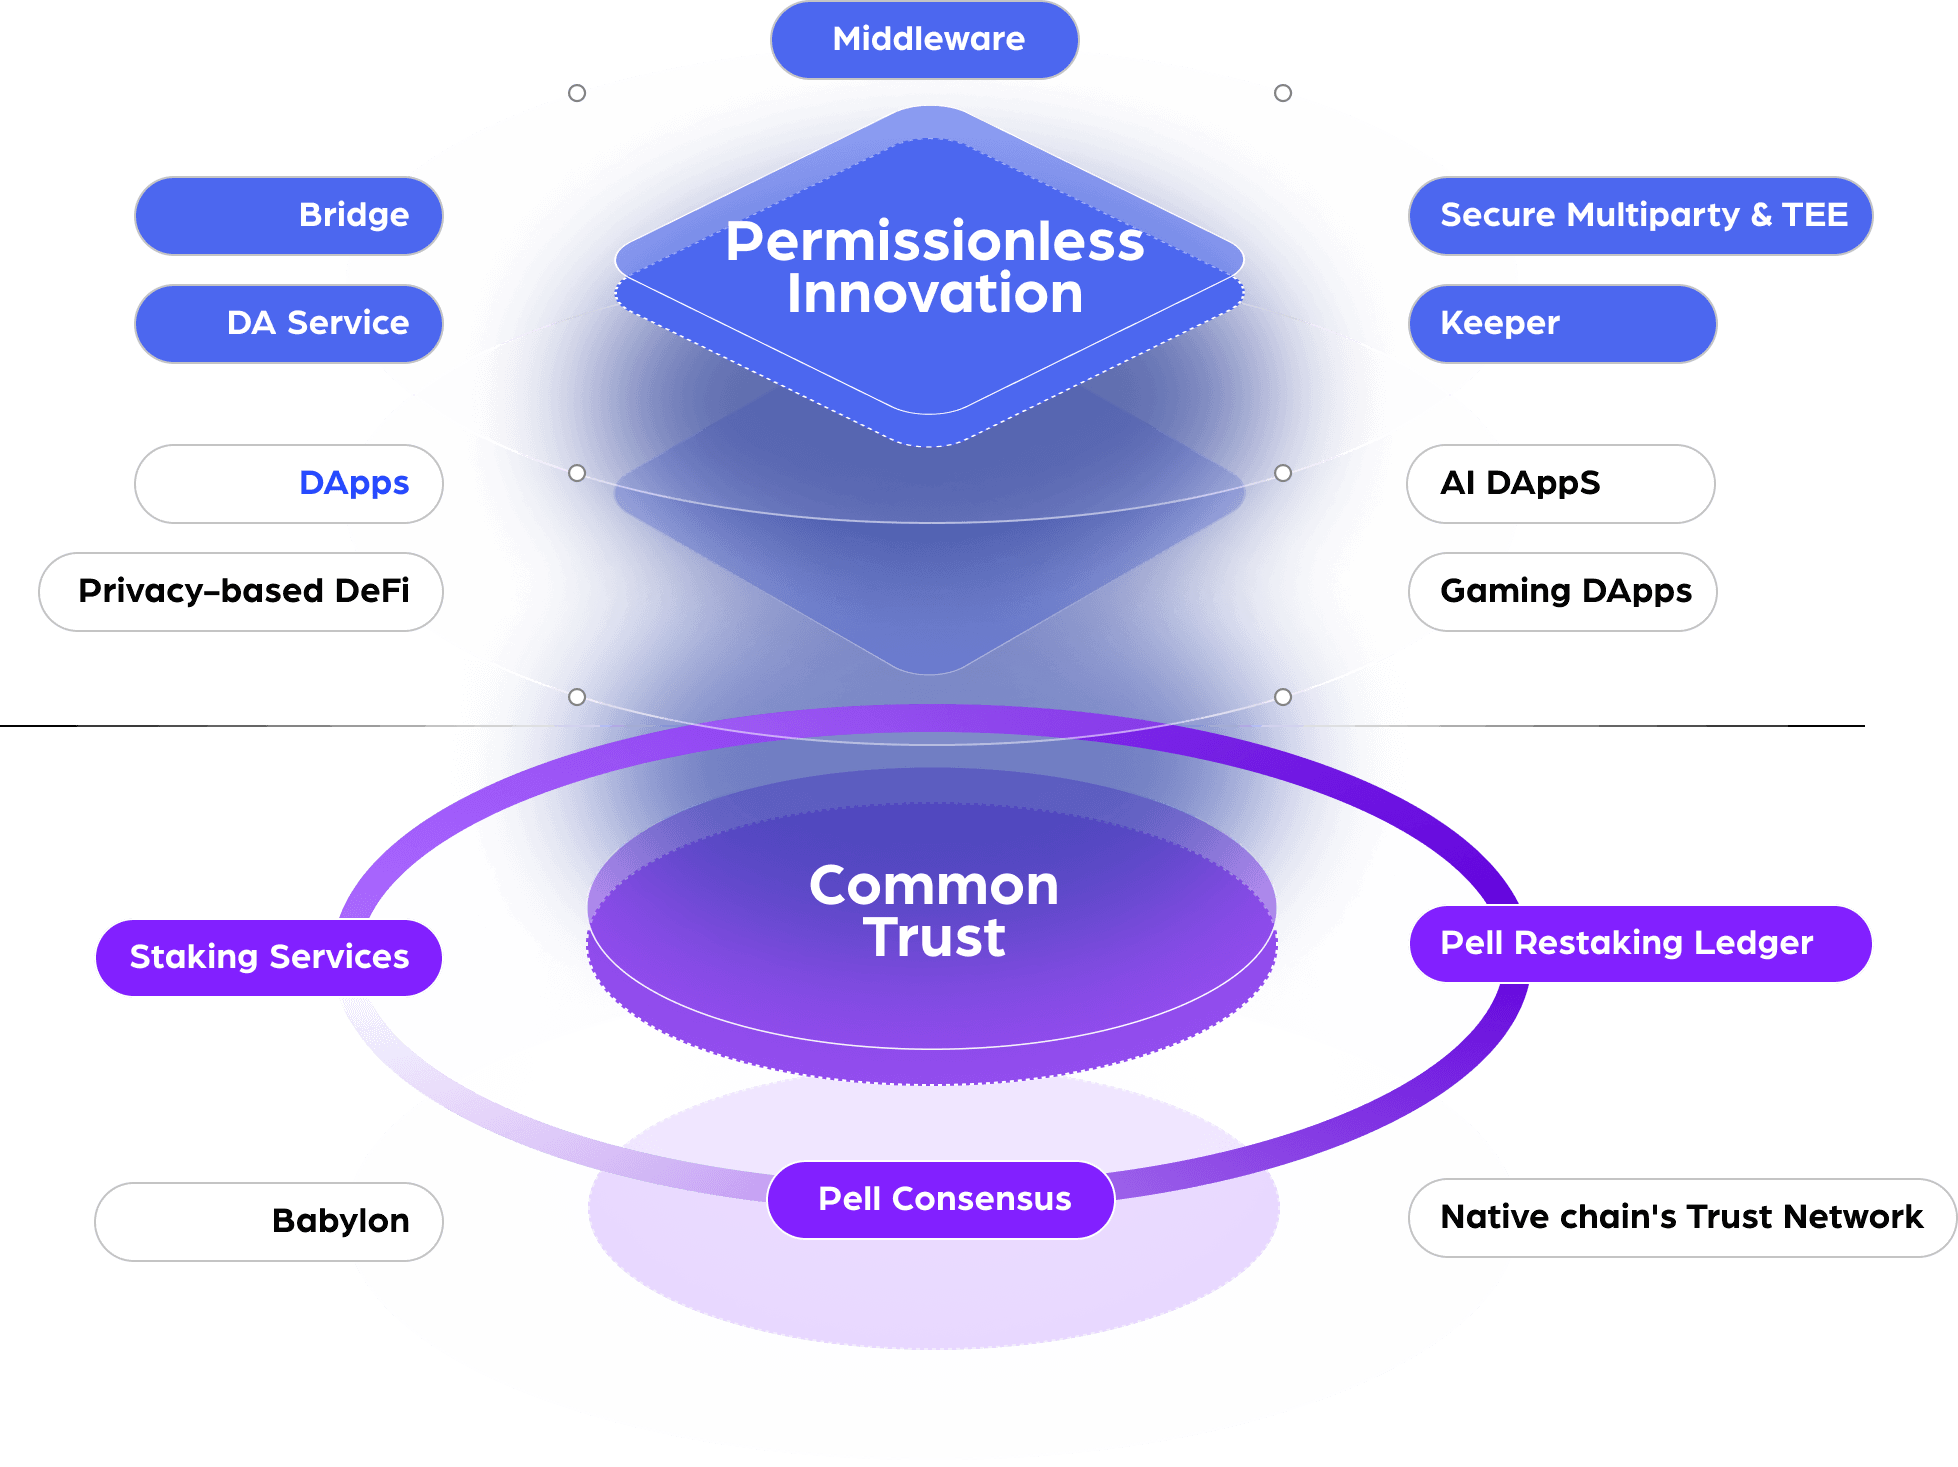 Middleware
Bridge
Secure Multiparty & TEE
Permissionless
Innovation
DA Service
Keeper
DApps
AI DAppS
Privacy-based DeFi
Gaming DApps
Common
Trust
Staking Services
Pell Restaking Ledger
Pell Consensus
Babylon
Native chain's Trust Network